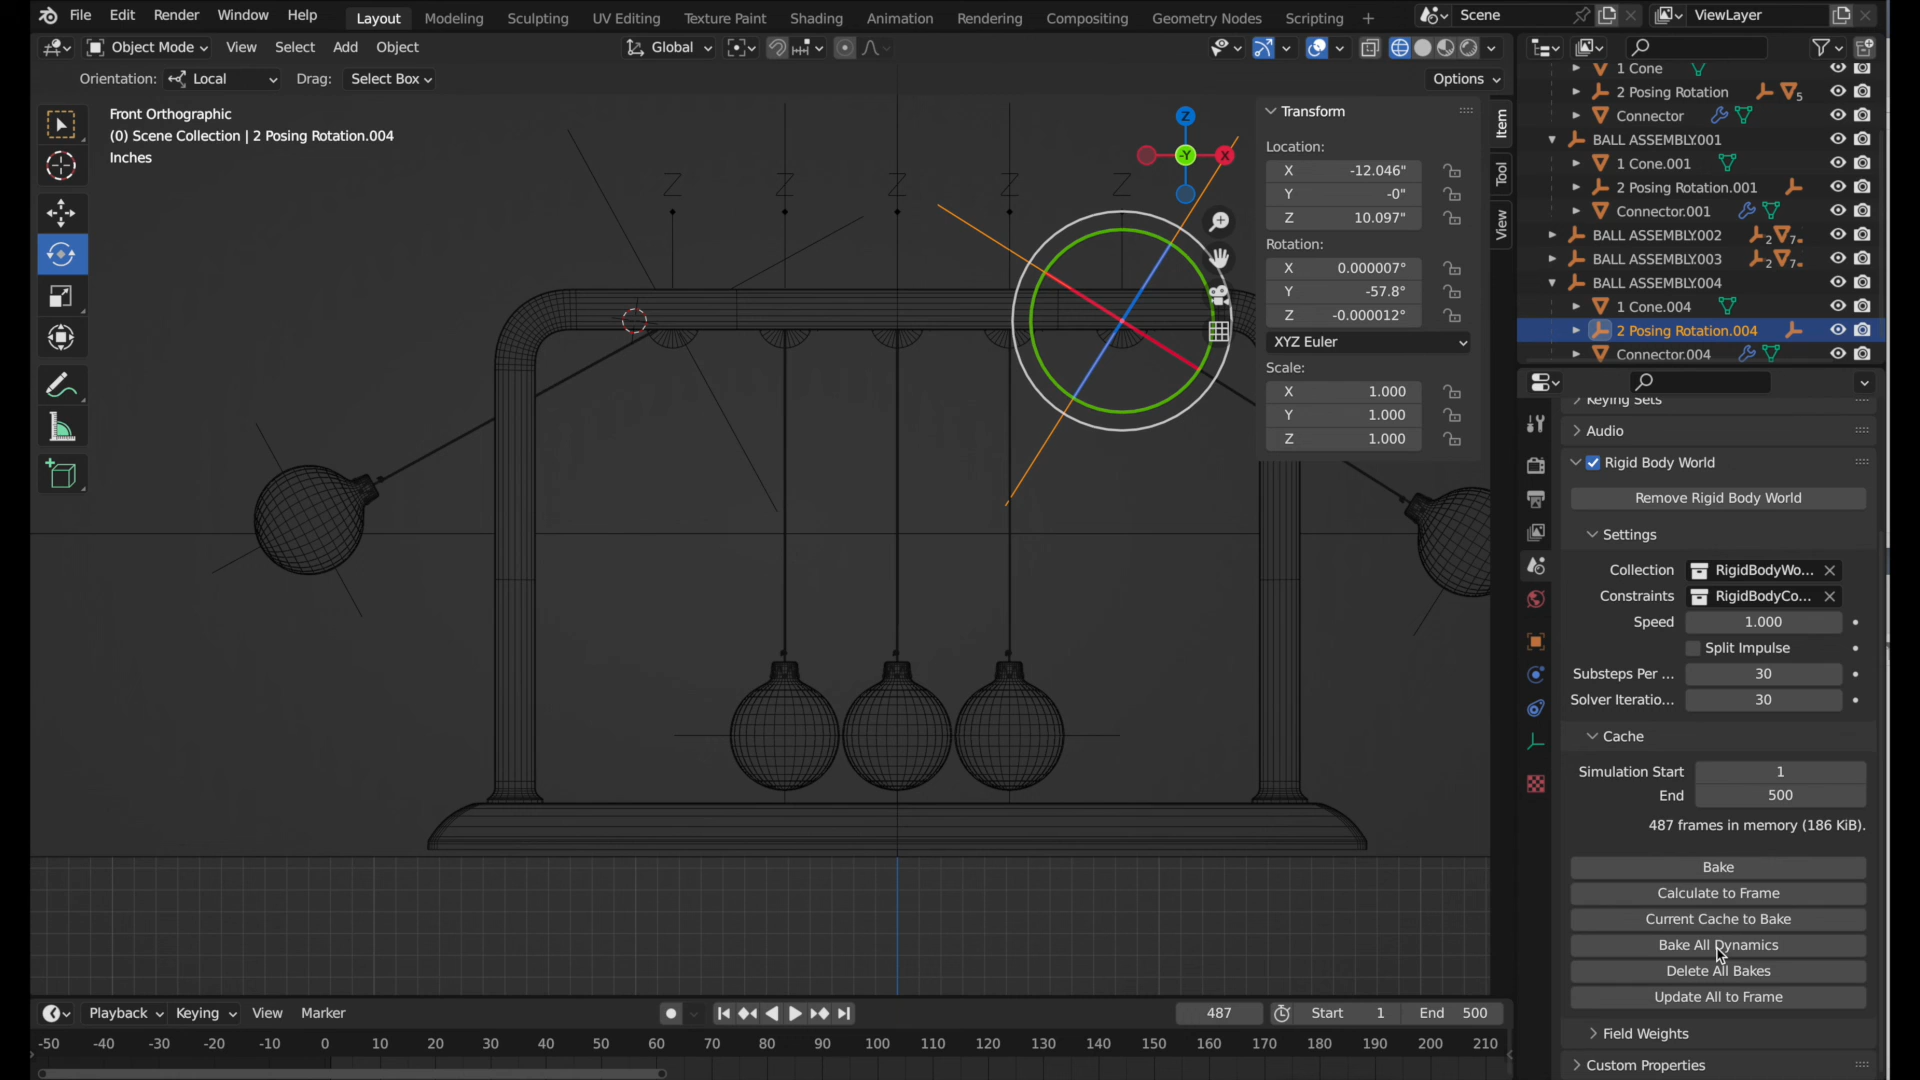 File Edit Render Window Help
Layout Modeling Sculpting UV Editing Texture Paint Shading Animation Rendering Compositing Geometry Nodes Scripting +
Scene ViewLayer
Object Mode View Select Add Object
Global
Orientation: Local Drag: Select Box
Options
Front Orthographic
(0) Scene Collection | 2 Posing Rotation.004
Inches
Z Z Z Z Z
Z
-Y
X
Transform
Location:
X -12.046"
Y -0"
Z 10.097"
Rotation:
X 0.000007°
Y -57.8°
Z -0.000012°
XYZ Euler
Scale:
X 1.000
Y 1.000
Z 1.000
Item
Tool
View
1 Cone
2 Posing Rotation 5
Connector
BALL ASSEMBLY.001
1 Cone.001
2 Posing Rotation.001
Connector.001
BALL ASSEMBLY.002 2 7
BALL ASSEMBLY.003 2 7
BALL ASSEMBLY.004
1 Cone.004
2 Posing Rotation.004
Connector.004
Keying Sets
Audio
Rigid Body World
Remove Rigid Body World
Settings
Collection RigidBodyWo...
Constraints RigidBodyCo...
Speed 1.000
Split Impulse
Substeps Per ... 30
Solver Iteratio... 30
Cache
Simulation Start 1
End 500
487 frames in memory (186 KiB).
Bake
Calculate to Frame
Current Cache to Bake
Bake All Dynamics
Delete All Bakes
Update All to Frame
Field Weights
Custom Properties
Playback Keying View Marker
487 Start 1 End 500
-50 -40 -30 -20 -10 0 10 20 30 40 50 60 70 80 90 100 110 120 130 140 150 160 170 180 190 200 210